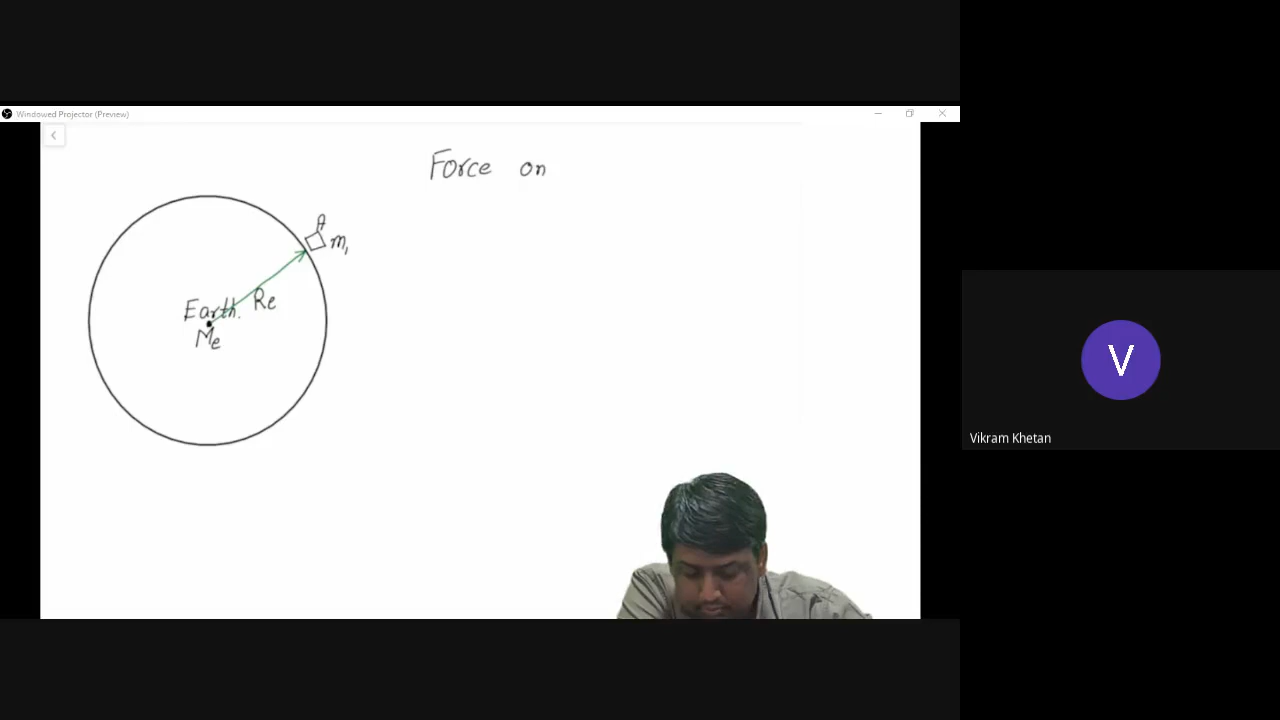 Windowed Projector (Preview)
Force on
A
m₁
Earth. Re
Me
V
Vikram Khetan